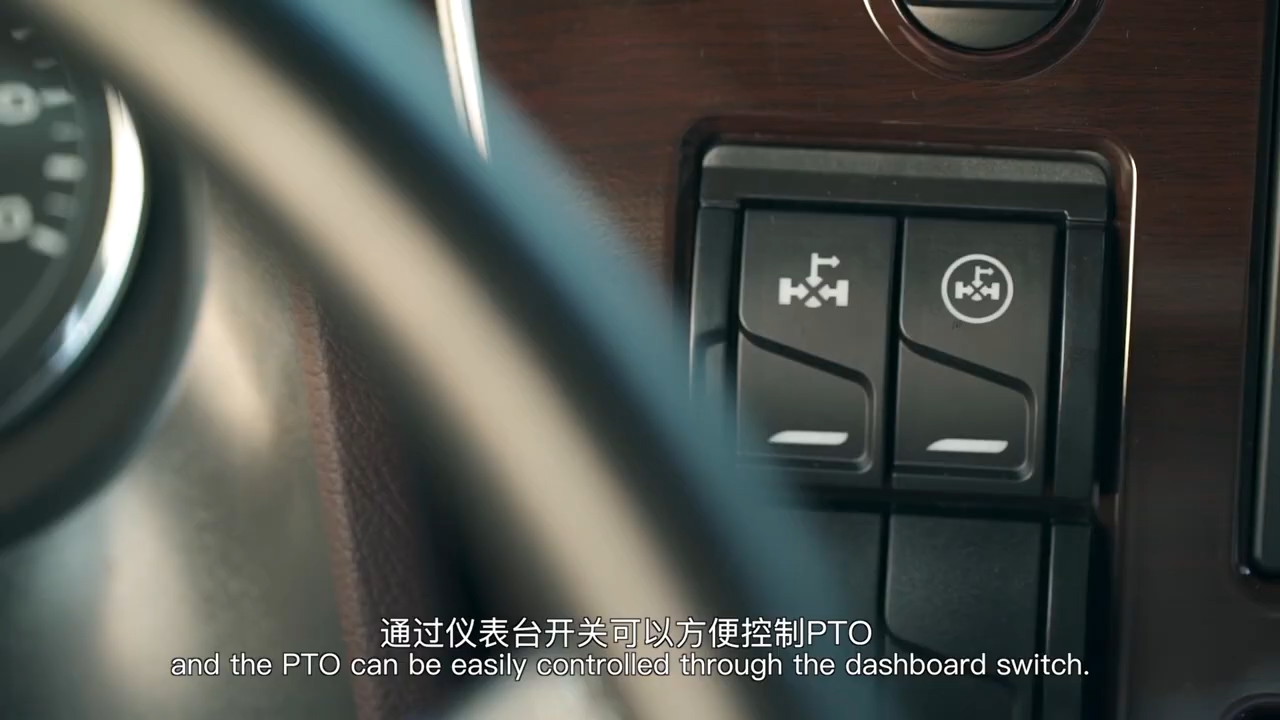 通过仪表台开关可以方便控制PTO
and the PTO can be easily controlled through the dashboard switch.